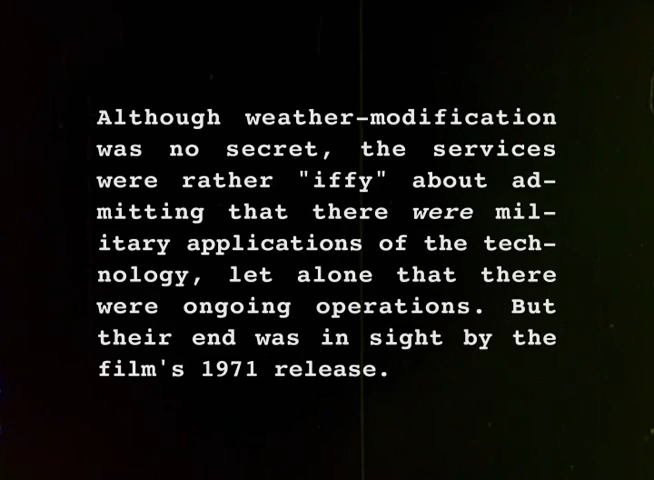 Although weather-modification
was no secret, the services
were rather "iffy" about ad-
mitting that there were mil-
itary applications of the tech-
nology, let alone that there
were ongoing operations. But
their end was in sight by the
film's 1971 release.